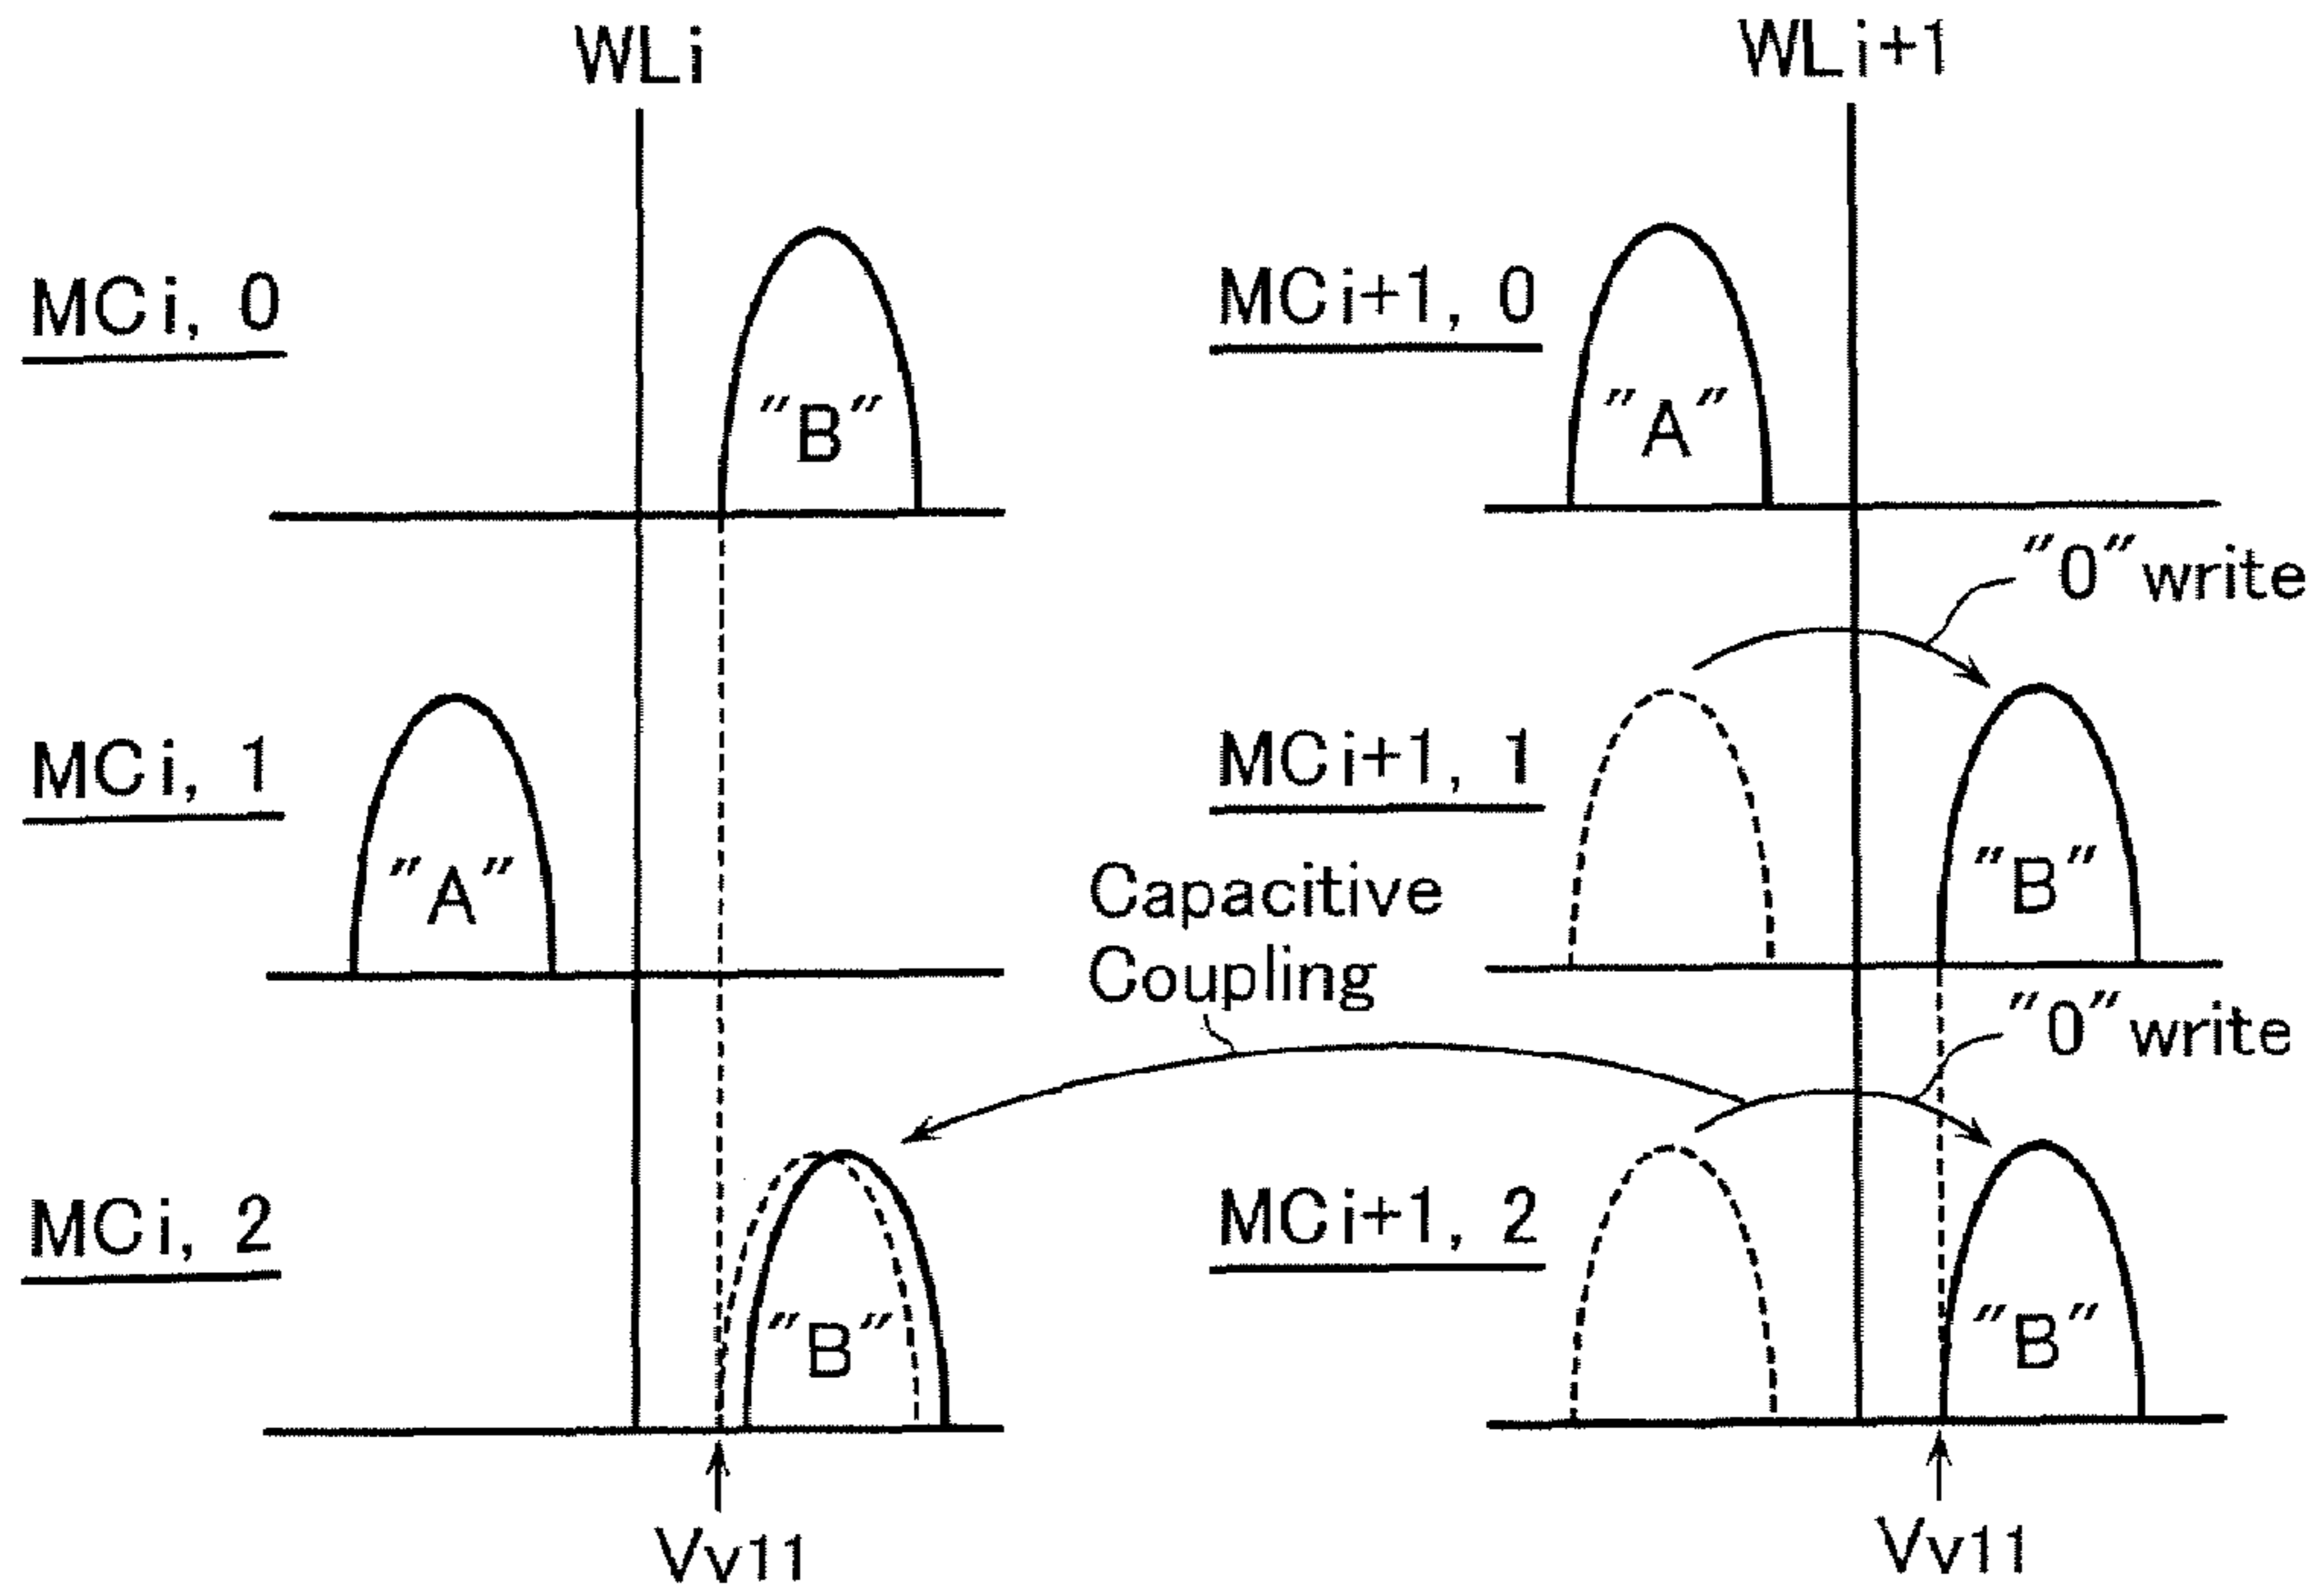 WLi
WLi+1
MCi, 0
"B"
MCi+1, 0
"A"
"0" write
MCi, 1
"A"
MCi+1, 1
"B"
Capacitive
Coupling
"0" write
MCi, 2
"B"
MCi+1, 2
"B"
Vv11
Vv11